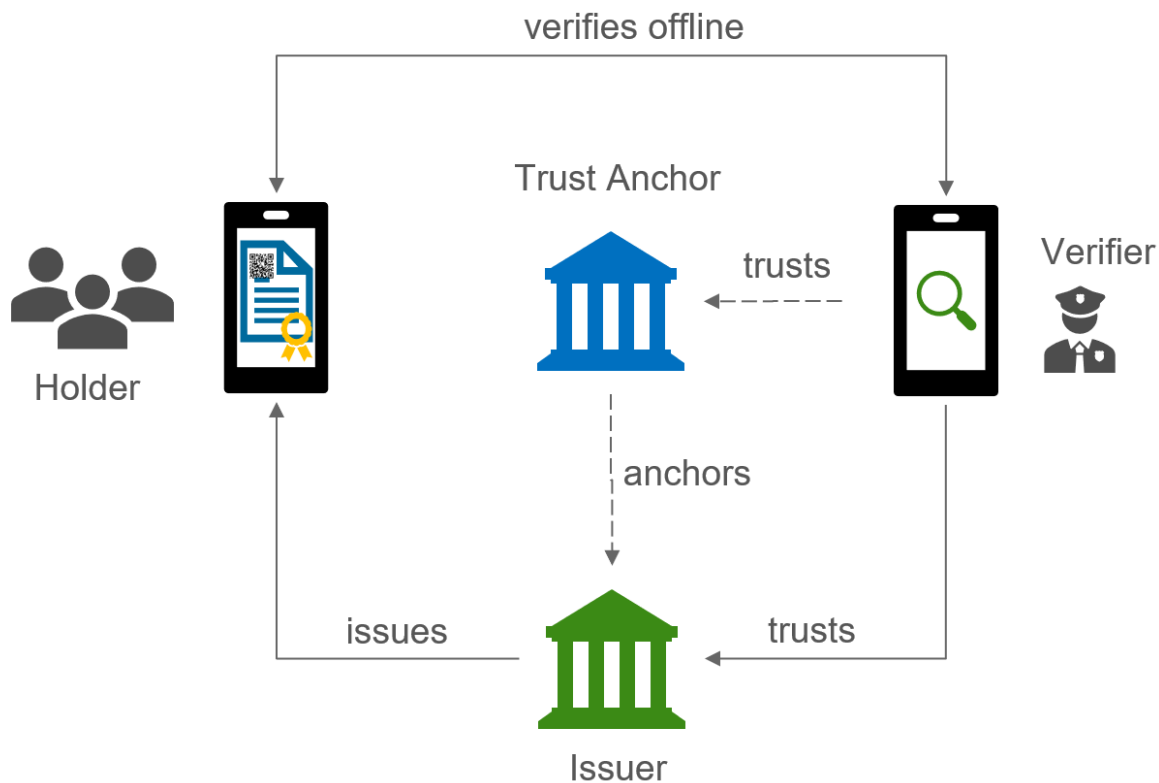 verifies offline
Trust Anchor
trusts
Verifier
Holder
anchors
issues
trusts
Issuer